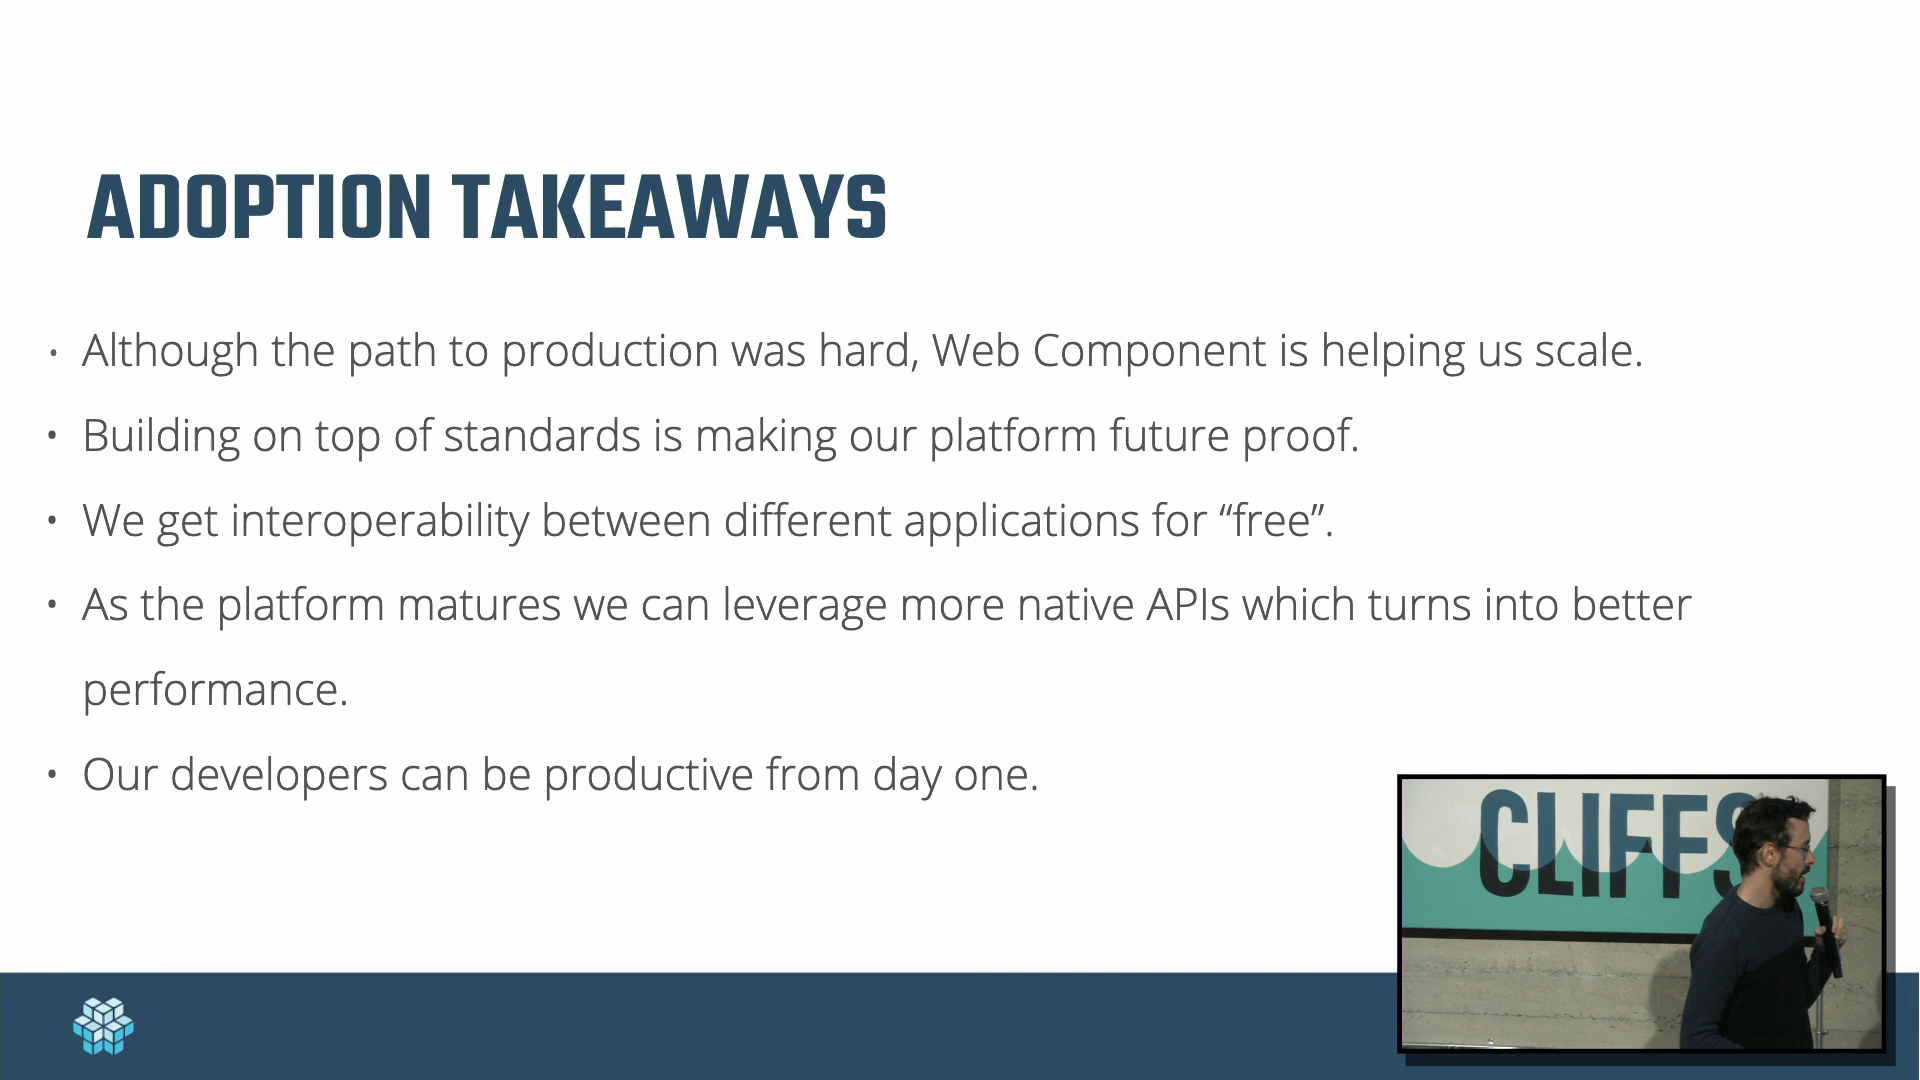 ADOPTION TAKEAWAYS
• Although the path to production was hard, Web Component is helping us scale.
• Building on top of standards is making our platform future proof.
• We get interoperability between different applications for “free”.
• As the platform matures we can leverage more native APIs which turns into better
performance.
• Our developers can be productive from day one.
CLIFFS